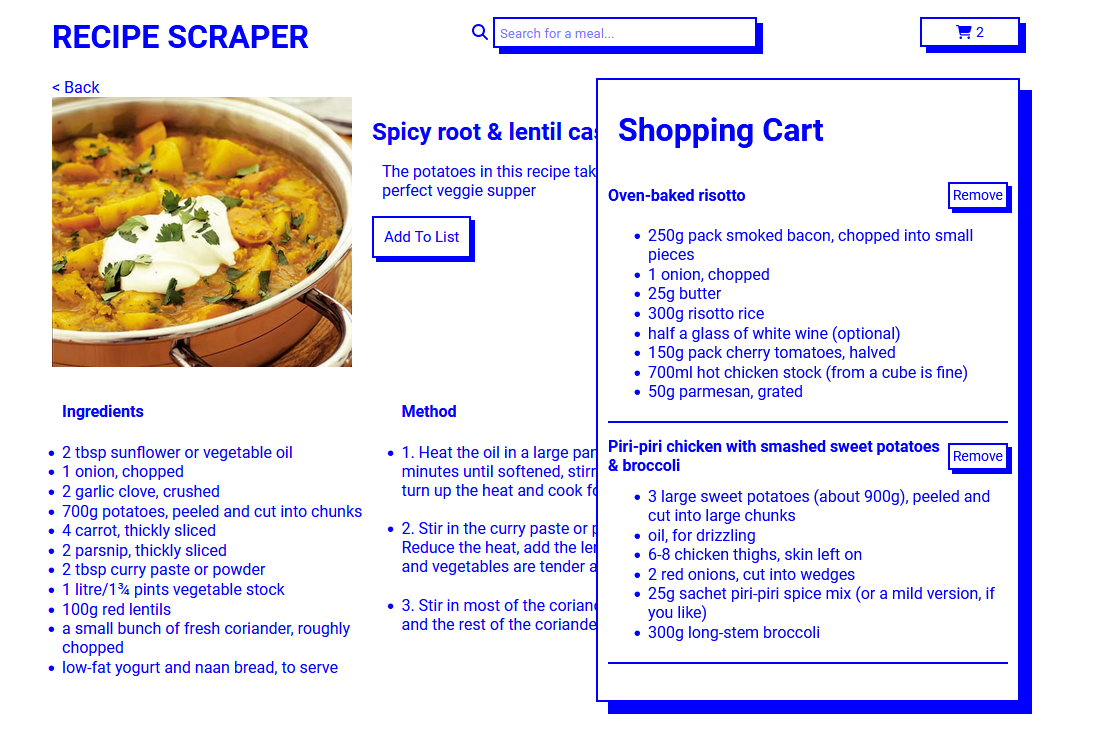 RECIPE SCRAPER
Search for a meal...
2
< Back
Spicy root & lentil cas
The potatoes in this recipe tak
perfect veggie supper
Add To List
Ingredients
2 tbsp sunflower or vegetable oil
1 onion, chopped
2 garlic clove, crushed
700g potatoes, peeled and cut into chunks
4 carrot, thickly sliced
2 parsnip, thickly sliced
2 tbsp curry paste or powder
1 litre/1¾ pints vegetable stock
100g red lentils
a small bunch of fresh coriander, roughly
chopped
low-fat yogurt and naan bread, to serve
Method
1. Heat the oil in a large pan
minutes until softened, stirr
turn up the heat and cook fo
2. Stir in the curry paste or p
Reduce the heat, add the len
and vegetables are tender a
3. Stir in most of the coriand
and the rest of the coriande
Shopping Cart
Oven-baked risotto
Remove
250g pack smoked bacon, chopped into small
pieces
1 onion, chopped
25g butter
300g risotto rice
half a glass of white wine (optional)
150g pack cherry tomatoes, halved
700ml hot chicken stock (from a cube is fine)
50g parmesan, grated
Piri-piri chicken with smashed sweet potatoes
& broccoli
Remove
3 large sweet potatoes (about 900g), peeled and
cut into large chunks
oil, for drizzling
6-8 chicken thighs, skin left on
2 red onions, cut into wedges
25g sachet piri-piri spice mix (or a mild version, if
you like)
300g long-stem broccoli